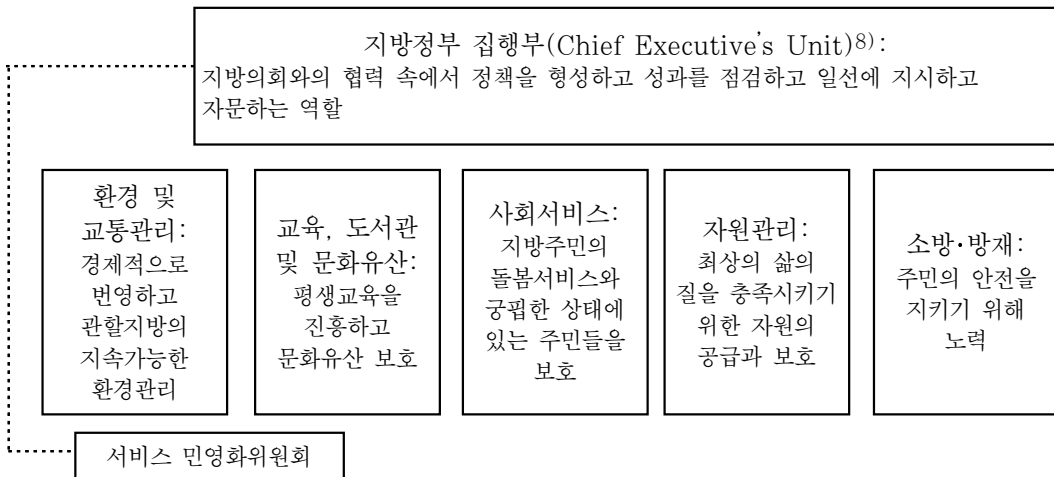 지방정부 집행부(Chief Executive's Unit)8):
지방의회와의 협력 속에서 정책을 형성하고 성과를 점검하고 일선에 지시하고
자문하는 역할
환경 및
교통관리:
경제적으로
번영하고
관할지방의
지속가능한
환경관리
교육, 도서관
및 문화유산:
평생교육을
진흥하고
문화유산 보호
사회서비스:
지방주민의
돌봄서비스와
궁핍한 상태에
있는 주민들을
보호
자원관리:
최상의 삶의
질을 충족시키기
위한 자원의
공급과 보호
소방·방재:
주민의 안전을
지키기 위해
노력
서비스 민영화위원회